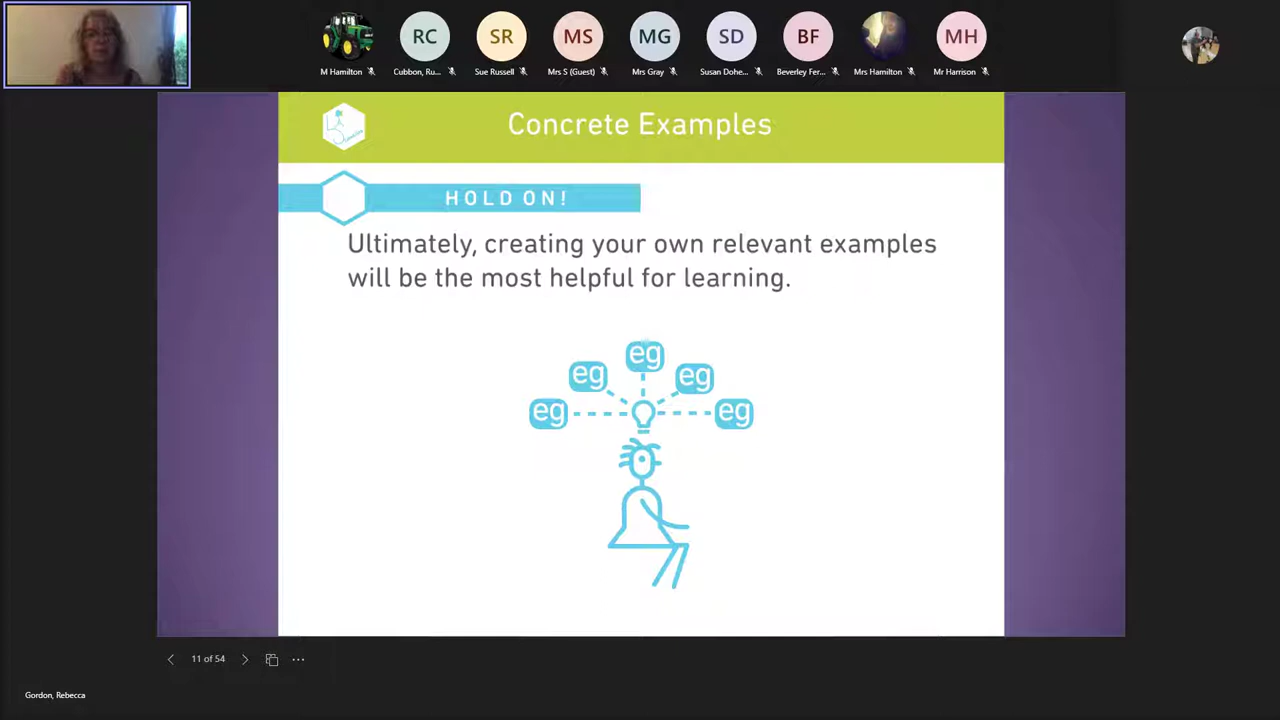 RC
SR
MS
MG
SD
BF
MH
M Hamilton
Cubbon, Ru...
Sue Russell
Mrs S (Guest)
Mrs Gray
Susan Dohe...
Beverley Fer...
Mrs Hamilton
Mr Harrison
Concrete Examples
HOLD ON!
Ultimately, creating your own relevant examples
will be the most helpful for learning.
eg
eg
eg
eg
eg
11 of 54
Gordon, Rebecca